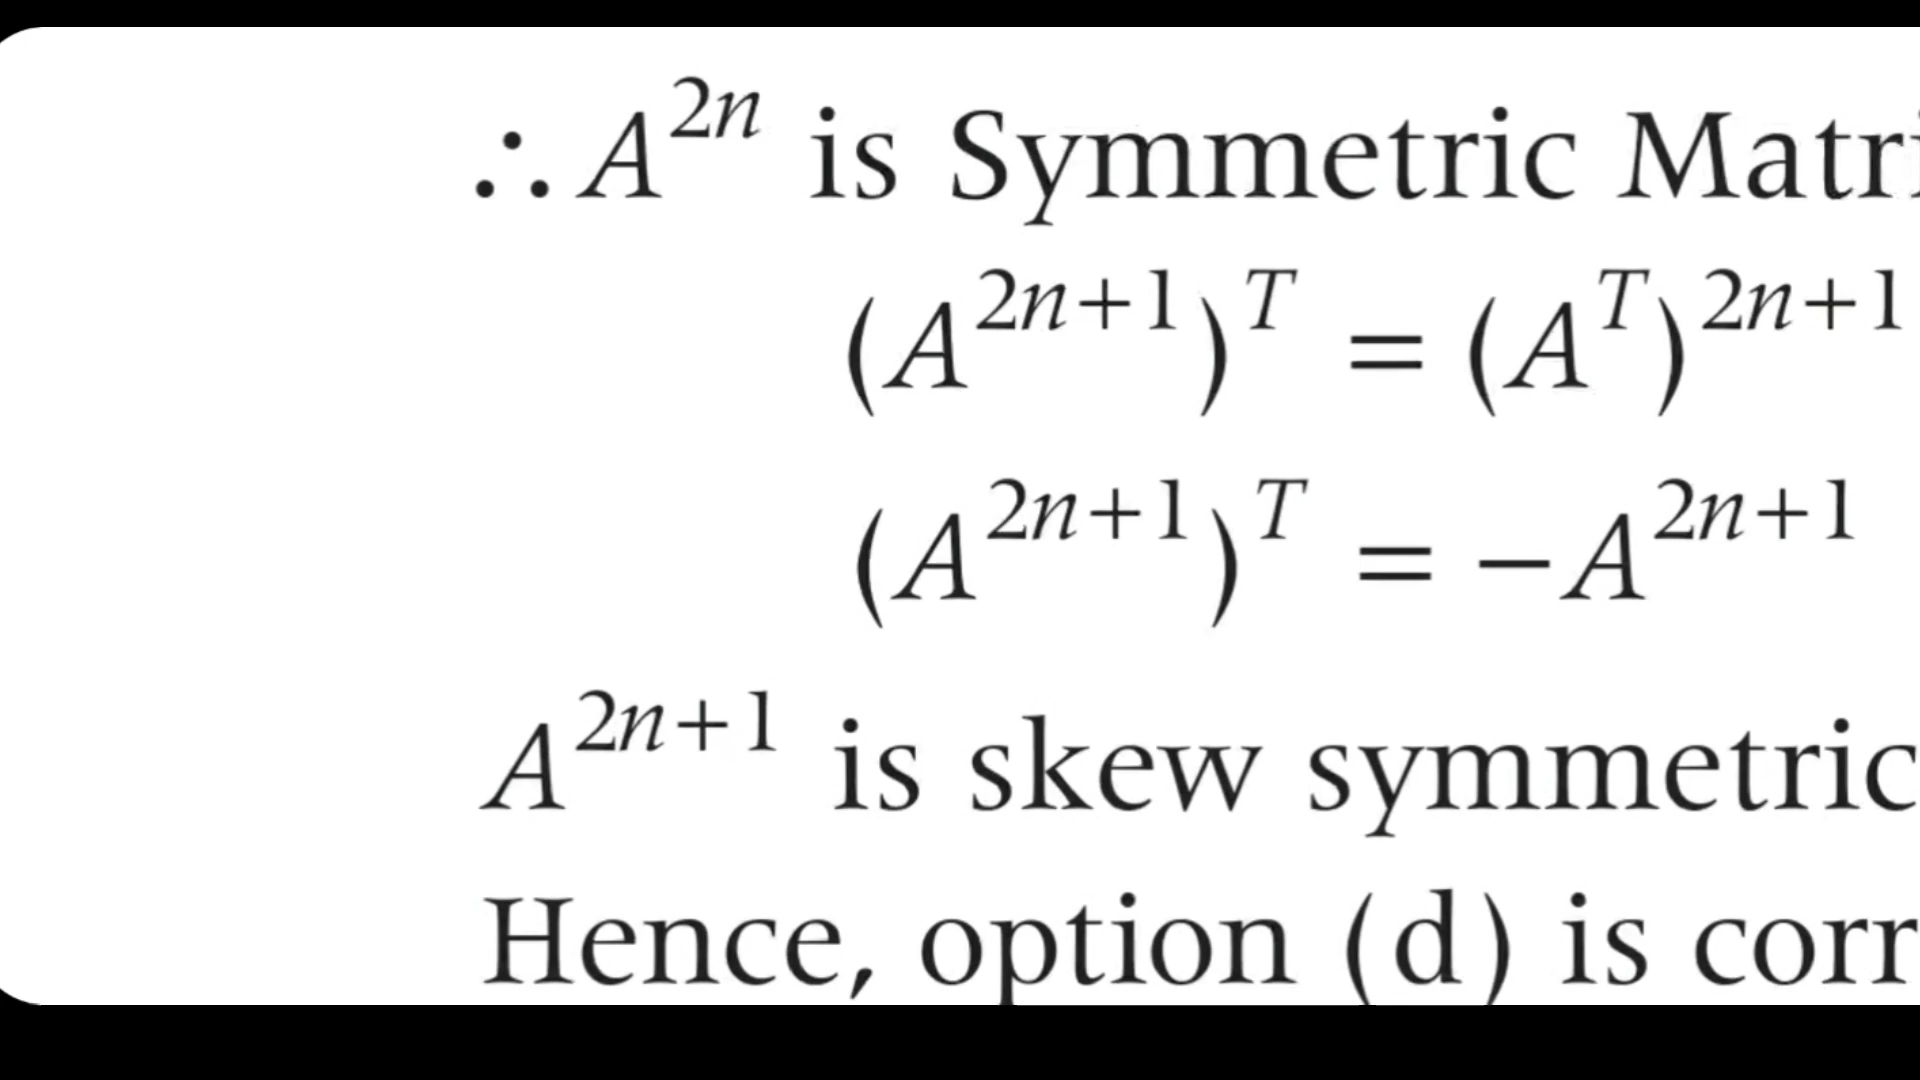 ∴ A^{2n} is Symmetric Matri
(A^{2n+1})^T = (A^T)^{2n+1}
(A^{2n+1})^T = −A^{2n+1}
A^{2n+1} is skew symmetric
Hence, option (d) is corr